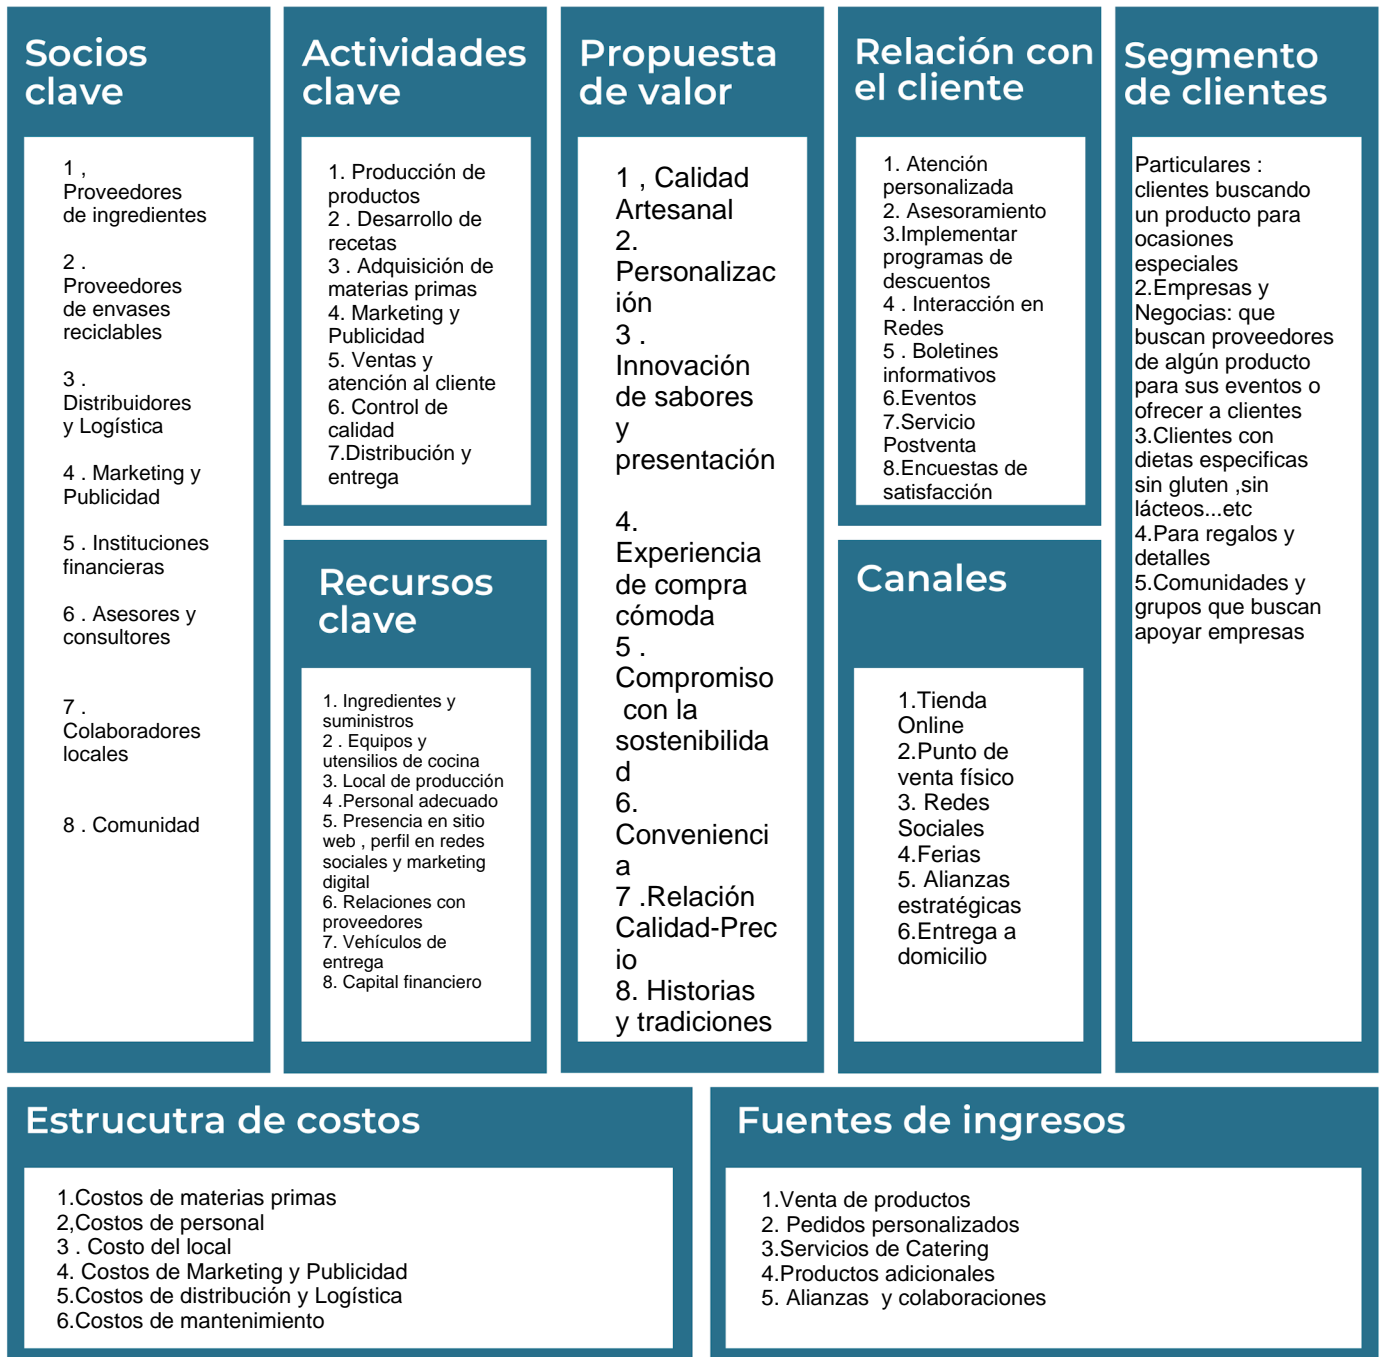 Socios
clave
1 ,
Proveedores
de ingredientes
2 .
Proveedores
de envases
reciclables
3 .
Distribuidores
y Logística
4 . Marketing y
Publicidad
5 . Instituciones
financieras
6 . Asesores y
consultores
7 .
Colaboradores
locales
8 . Comunidad
Actividades
clave
1. Producción de
productos
2 . Desarrollo de
recetas
3 . Adquisición de
materias primas
4. Marketing y
Publicidad
5. Ventas y
atención al cliente
6. Control de
calidad
7.Distribución y
entrega
Recursos
clave
1. Ingredientes y
suministros
2 . Equipos y
utensilios de cocina
3. Local de producción
4 .Personal adecuado
5. Presencia en sitio
web , perfil en redes
sociales y marketing
digital
6. Relaciones con
proveedores
7. Vehículos de
entrega
8. Capital financiero
Propuesta
de valor
1 , Calidad
Artesanal
2.
Personalizac
ión
3 .
Innovación
de sabores
y
presentación
4.
Experiencia
de compra
cómoda
5 .
Compromiso
con la
sostenibilida
d
6.
Convenienci
a
7 .Relación
Calidad-Prec
io
8. Historias
y tradiciones
Relación con
el cliente
1. Atención
personalizada
2. Asesoramiento
3.Implementar
programas de
descuentos
4 . Interacción en
Redes
5 . Boletines
informativos
6.Eventos
7.Servicio
Postventa
8.Encuestas de
satisfacción
Canales
1.Tienda
Online
2.Punto de
venta físico
3. Redes
Sociales
4.Ferias
5. Alianzas
estratégicas
6.Entrega a
domicilio
Segmento
de clientes
Particulares :
clientes buscando
un producto para
ocasiones
especiales
2.Empresas y
Negocias: que
buscan proveedores
de algún producto
para sus eventos o
ofrecer a clientes
3.Clientes con
dietas especificas
sin gluten ,sin
lácteos...etc
4.Para regalos y
detalles
5.Comunidades y
grupos que buscan
apoyar empresas
Estrucutra de costos
1.Costos de materias primas
2,Costos de personal
3 . Costo del local
4. Costos de Marketing y Publicidad
5.Costos de distribución y Logística
6.Costos de mantenimiento
Fuentes de ingresos
1.Venta de productos
2. Pedidos personalizados
3.Servicios de Catering
4.Productos adicionales
5. Alianzas  y colaboraciones